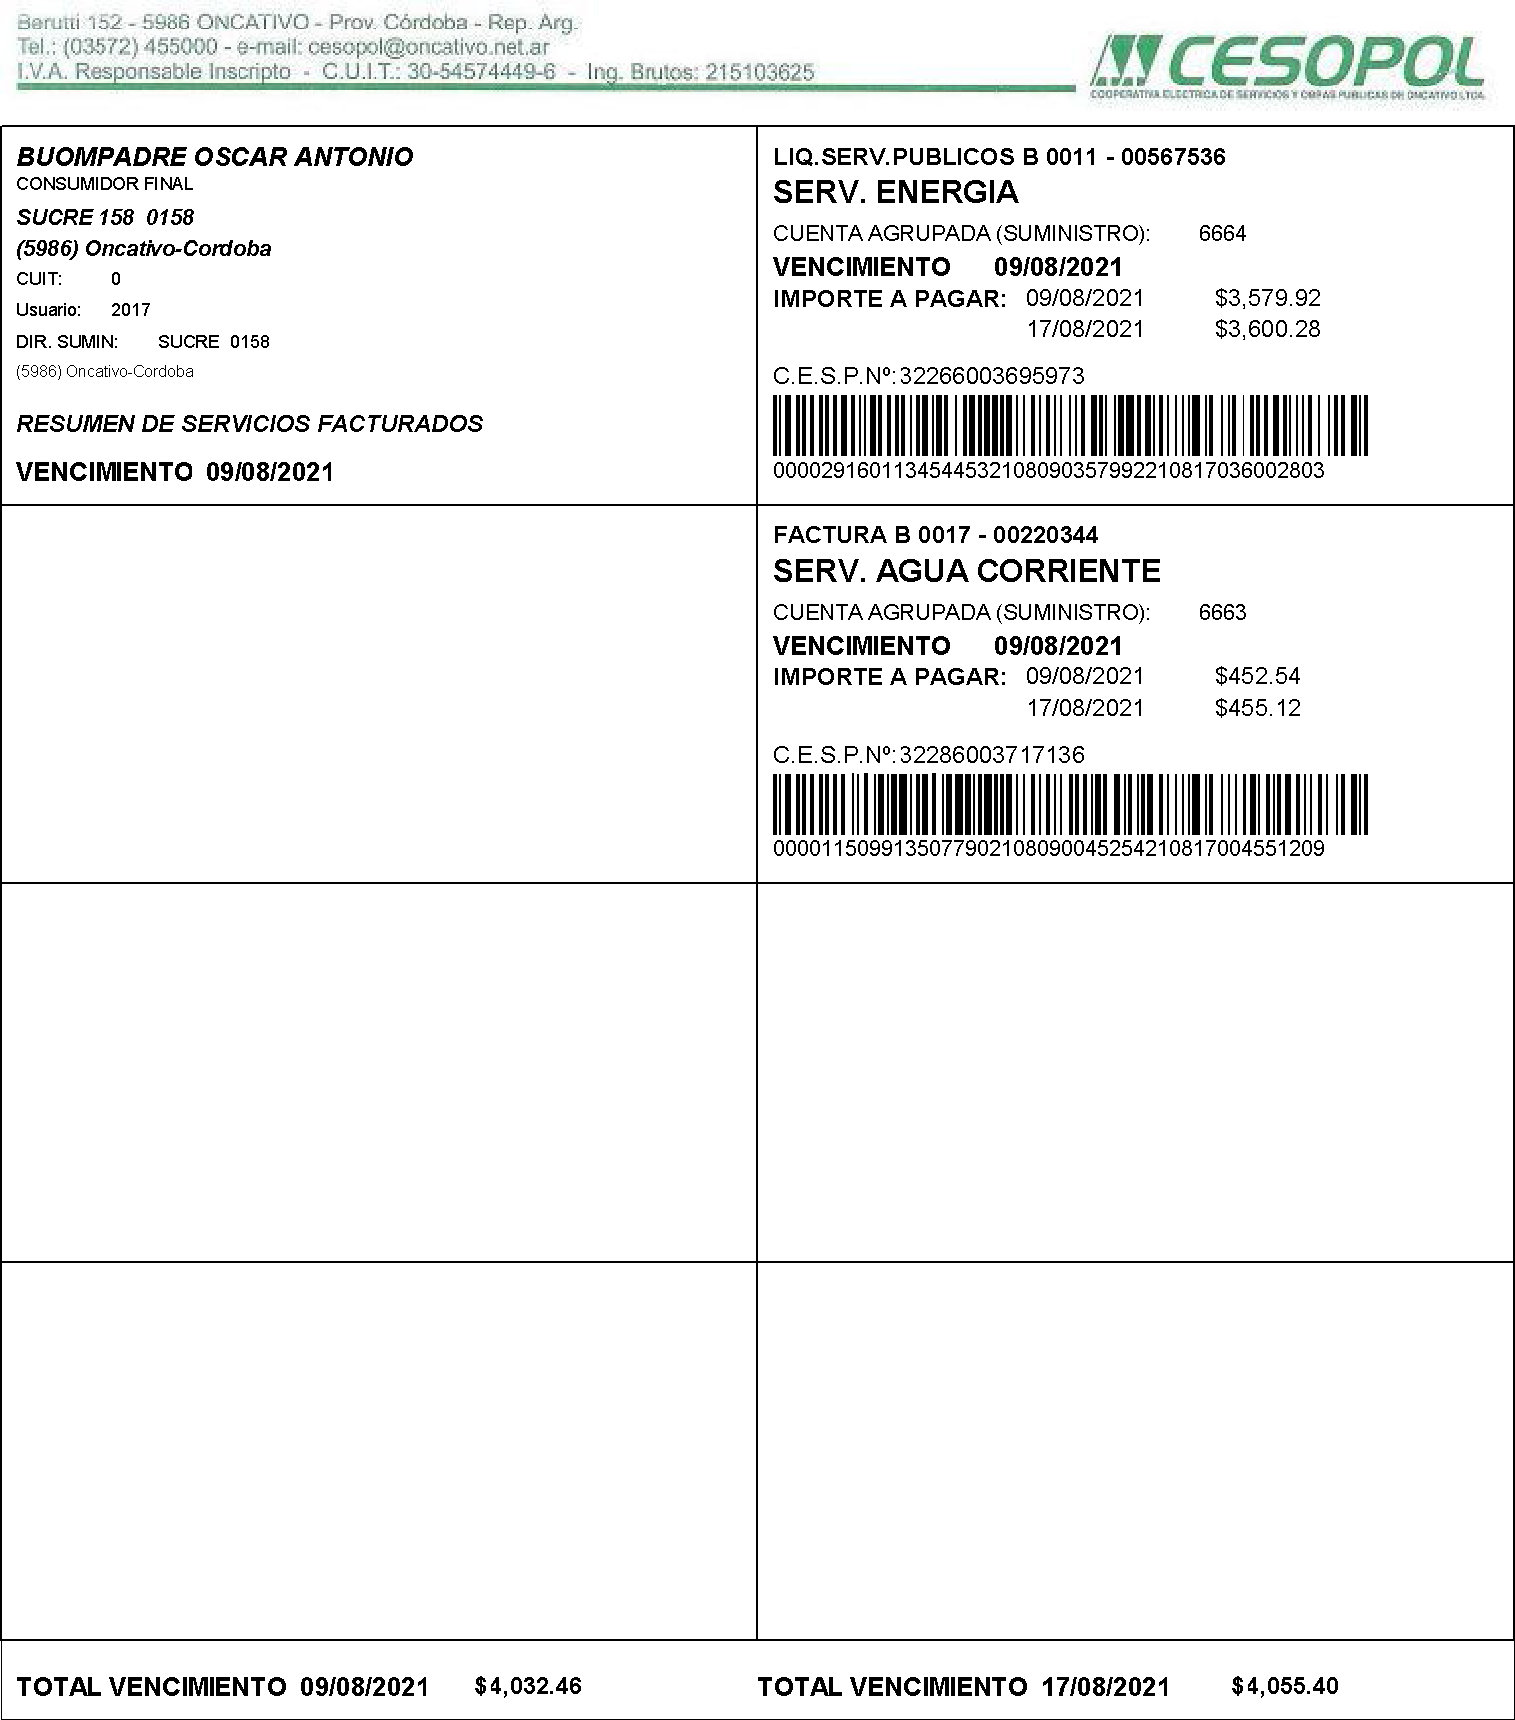 Berutti 152 - 5986 ONCATIVO - Prov. Córdoba - Rep. Arg.
Tel.: (03572) 455000 - e-mail: cesopol@oncativo.net.ar
I.V.A. Responsable Inscripto - C.U.I.T.: 30-54574449-6 - Ing. Brutos: 215103625
CESOPOL
COOPERATIVA ELECTRICA DE SERVICIOS Y OBRAS PUBLICAS DE ONCATIVO LTDA.
BUOMPADRE OSCAR ANTONIO
CONSUMIDOR FINAL
SUCRE 158 0158
(5986) Oncativo-Cordoba
CUIT: 0
Usuario: 2017
DIR. SUMIN: SUCRE 0158
(5986) Oncativo-Cordoba
RESUMEN DE SERVICIOS FACTURADOS
VENCIMIENTO 09/08/2021
LIQ.SERV.PUBLICOS B 0011 - 00567536
SERV. ENERGIA
CUENTA AGRUPADA (SUMINISTRO): 6664
VENCIMIENTO 09/08/2021
IMPORTE A PAGAR: 09/08/2021 $3,579.92
17/08/2021 $3,600.28
C.E.S.P.Nº:32266003695973
00002916011345445321080903579922108170360028​03
FACTURA B 0017 - 00220344
SERV. AGUA CORRIENTE
CUENTA AGRUPADA (SUMINISTRO): 6663
VENCIMIENTO 09/08/2021
IMPORTE A PAGAR: 09/08/2021 $452.54
17/08/2021 $455.12
C.E.S.P.Nº:32286003717136
0000115099135077902108090045254210817004551209
TOTAL VENCIMIENTO 09/08/2021 $4,032.46
TOTAL VENCIMIENTO 17/08/2021 $4,055.40